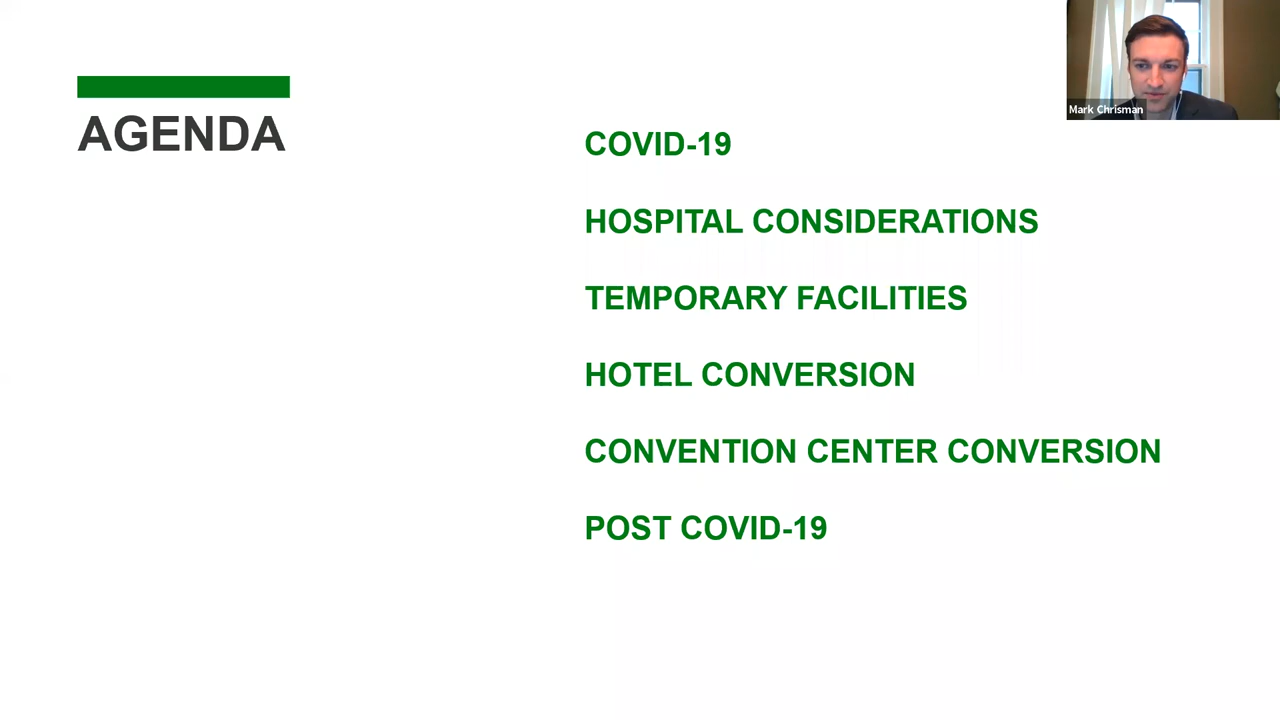 AGENDA
COVID-19
HOSPITAL CONSIDERATIONS
TEMPORARY FACILITIES
HOTEL CONVERSION
CONVENTION CENTER CONVERSION
POST COVID-19
Mark Chrisman